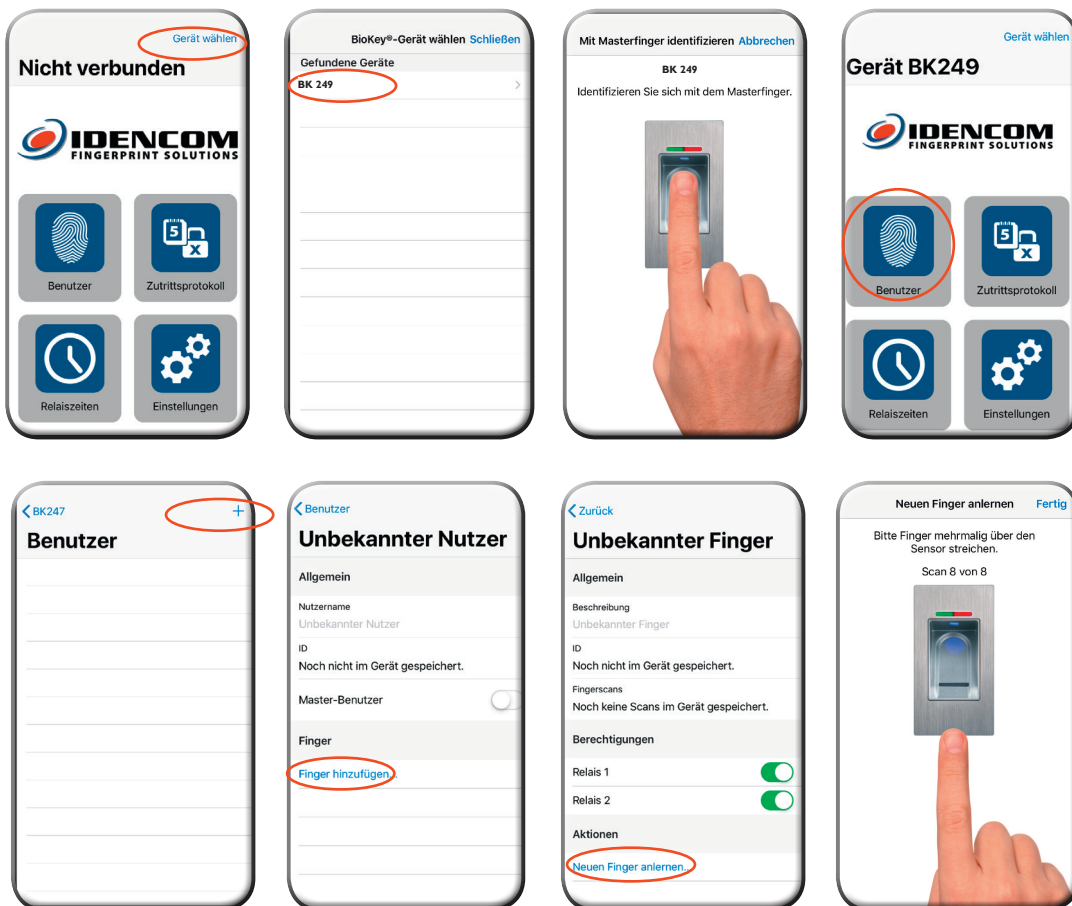 Gerät wählen
Nicht verbunden
IDENCOM
FINGERPRINT SOLUTIONS
5
X
Benutzer
Zutrittsprotokoll
Relaiszeiten
Einstellungen
BioKey®-Gerät wählen Schließen
Gefundene Geräte
BK 249
Mit Masterfinger identifizieren Abbrechen
BK 249
Identifizieren Sie sich mit dem Masterfinger.
Gerät wählen
Gerät BK249
IDENCOM
FINGERPRINT SOLUTIONS
5
X
Benutzer
Zutrittsprotokoll
Relaiszeiten
Einstellungen
BK247 +
Benutzer
Benutzer
Unbekannter Nutzer
Allgemein
Nutzername
Unbekannter Nutzer
ID
Noch nicht im Gerät gespeichert.
Master-Benutzer
Finger
Finger hinzufügen...
Zurück
Unbekannter Finger
Allgemein
Beschreibung
Unbekannter Finger
ID
Noch nicht im Gerät gespeichert.
Fingerscans
Noch keine Scans im Gerät gespeichert.
Berechtigungen
Relais 1
Relais 2
Aktionen
Neuen Finger anlernen...
Neuen Finger anlernen Fertig
Bitte Finger mehrmalig über den
Sensor streichen.
Scan 8 von 8